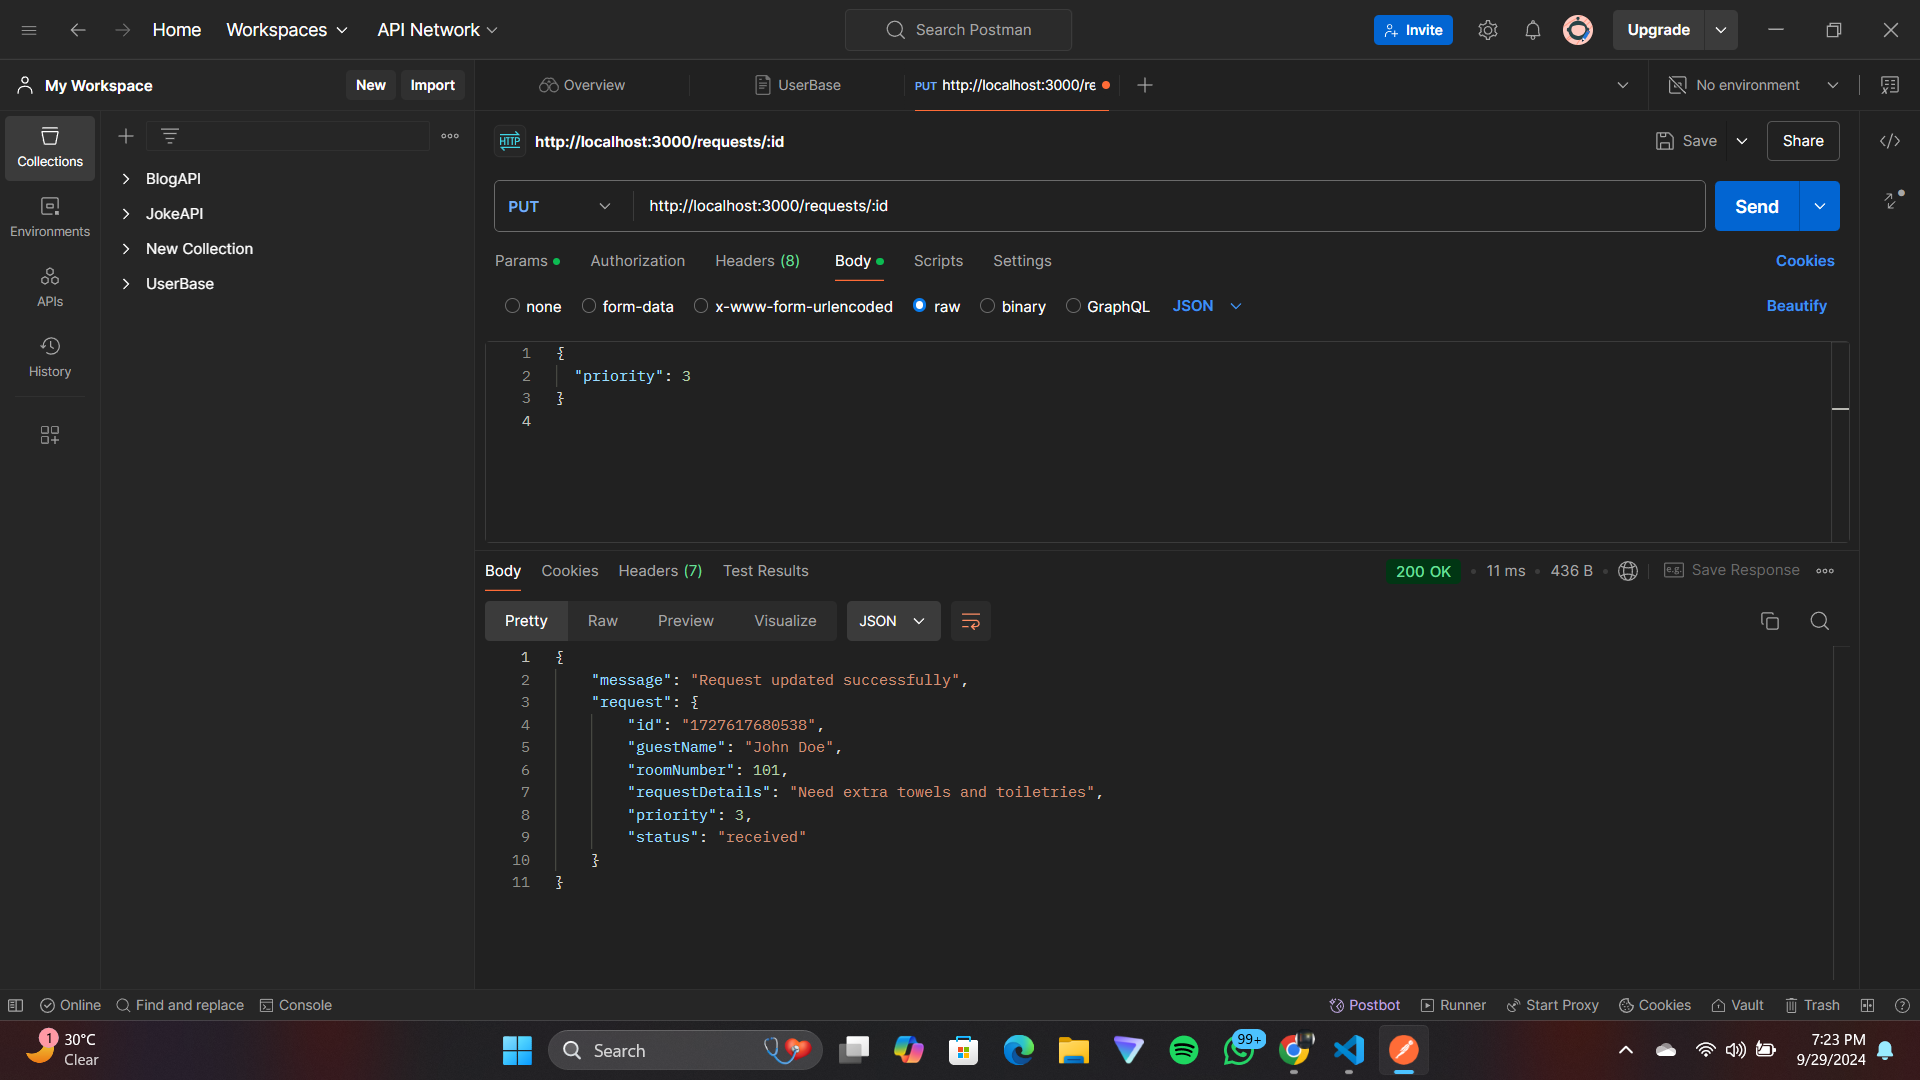 Home Workspaces API Network Search Postman Invite Upgrade
My Workspace New Import Overview UserBase PUT http://localhost:3000/re No environment
Collections
Environments
APIs
History
BlogAPI
JokeAPI
New Collection
UserBase
HTTP http://localhost:3000/requests/:id Save Share
PUT http://localhost:3000/requests/:id Send
Params Authorization Headers (8) Body Scripts Settings Cookies
none form-data x-www-form-urlencoded raw binary GraphQL JSON Beautify
1 {
2 "priority": 3
3 }
4
Body Cookies Headers (7) Test Results 200 OK 11 ms 436 B e.g. Save Response
Pretty Raw Preview Visualize JSON
1 {
2 "message": "Request updated successfully",
3 "request": {
4 "id": "1727617680538",
5 "guestName": "John Doe",
6 "roomNumber": 101,
7 "requestDetails": "Need extra towels and toiletries",
8 "priority": 3,
9 "status": "received"
10 }
11 }
Online Find and replace Console Postbot Runner Start Proxy Cookies Vault Trash
1 30°C
Clear
Search
99+
7:23 PM
9/29/2024